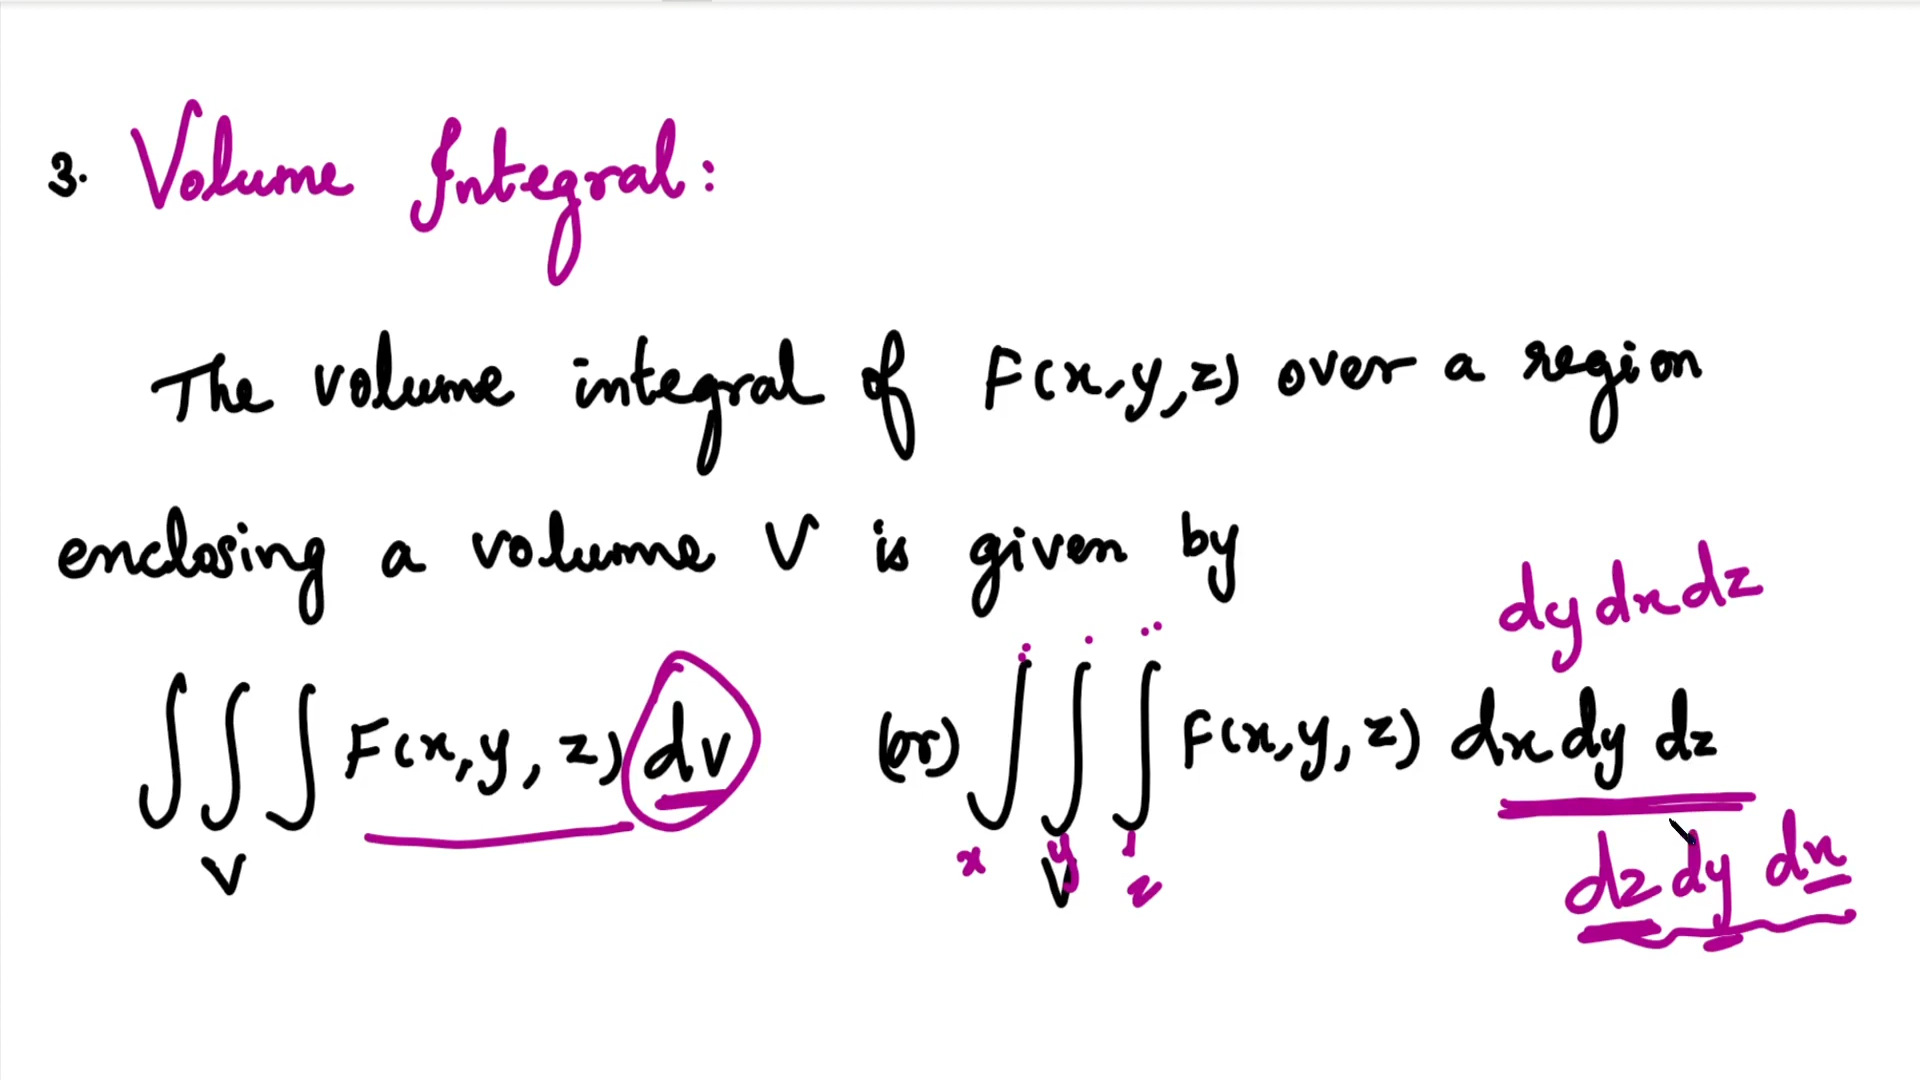 3. Volume Integral:
The volume integral of F(x,y,z) over a region
enclosing a volume V is given by
dy dx dz
∫∫∫ F(x,y,z) dv (or) ∫∫∫ F(x,y,z) dx dy dz
V x y V z
dz dy dx